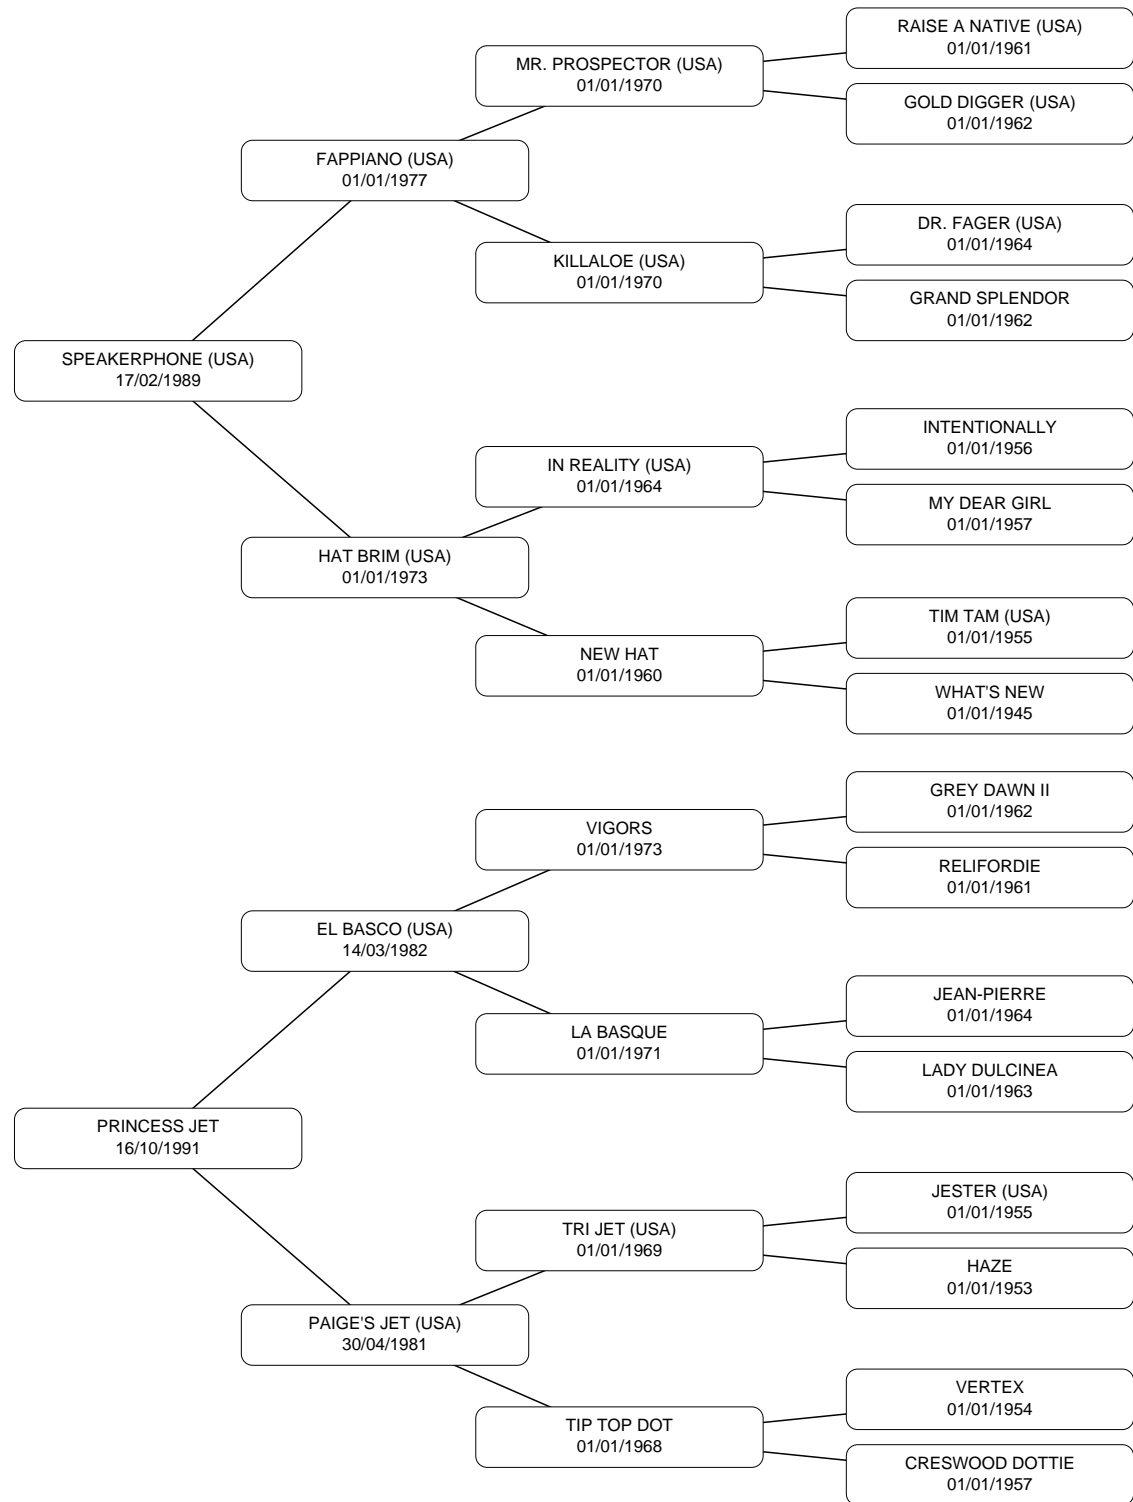 RAISE A NATIVE (USA)
01/01/1961
MR. PROSPECTOR (USA)
01/01/1970
GOLD DIGGER (USA)
01/01/1962
FAPPIANO (USA)
01/01/1977
DR. FAGER (USA)
01/01/1964
KILLALOE (USA)
01/01/1970
GRAND SPLENDOR
01/01/1962
SPEAKERPHONE (USA)
17/02/1989
INTENTIONALLY
01/01/1956
IN REALITY (USA)
01/01/1964
MY DEAR GIRL
01/01/1957
HAT BRIM (USA)
01/01/1973
TIM TAM (USA)
01/01/1955
NEW HAT
01/01/1960
WHAT'S NEW
01/01/1945
GREY DAWN II
01/01/1962
VIGORS
01/01/1973
RELIFORDIE
01/01/1961
EL BASCO (USA)
14/03/1982
JEAN-PIERRE
01/01/1964
LA BASQUE
01/01/1971
LADY DULCINEA
01/01/1963
PRINCESS JET
16/10/1991
JESTER (USA)
01/01/1955
TRI JET (USA)
01/01/1969
HAZE
01/01/1953
PAIGE'S JET (USA)
30/04/1981
VERTEX
01/01/1954
TIP TOP DOT
01/01/1968
CRESWOOD DOTTIE
01/01/1957